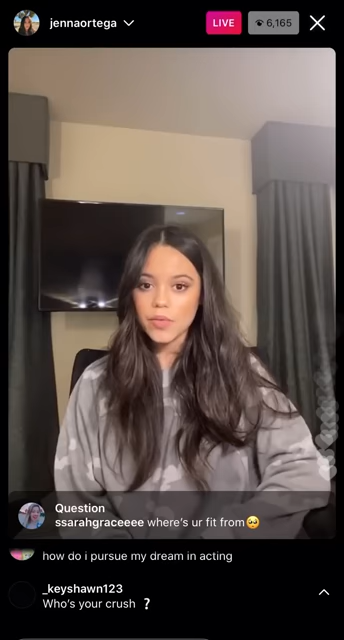 jennaortega
LIVE
6,165
Question
ssarahgraceeee where's ur fit from🥺
how do i pursue my dream in acting
_keyshawn123
Who's your crush ❔